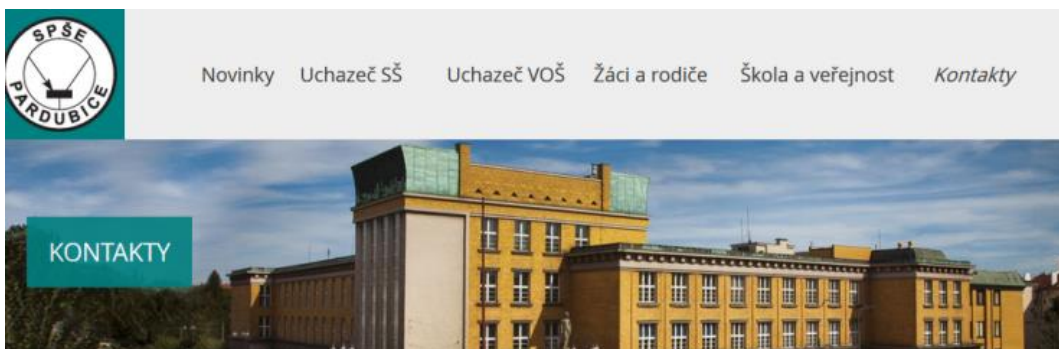 SPŠE
PARDUBICE
Novinky Uchazeč SŠ Uchazeč VOŠ Žáci a rodiče Škola a veřejnost Kontakty
KONTAKTY